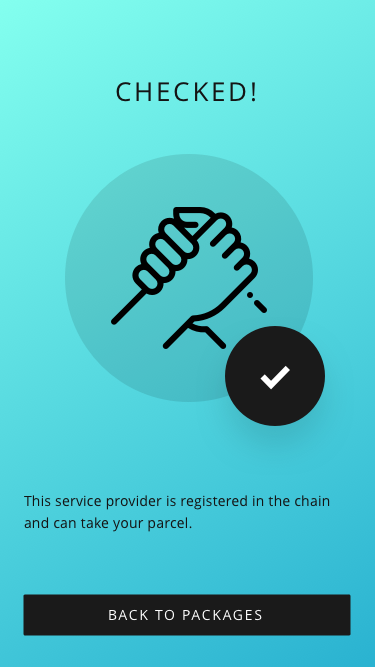 CHECKED!
This service provider is registered in the chain
and can take your parcel.
BACK TO PACKAGES